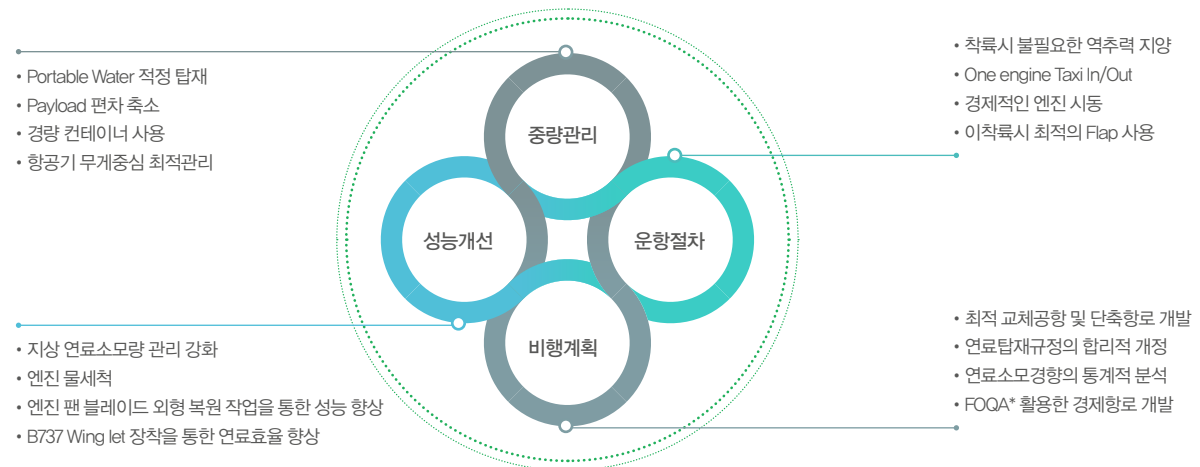 • Portable Water 적정 탑재
• Payload 편차 축소
• 경량 컨테이너 사용
• 항공기 무게중심 최적관리
• 착륙시 불필요한 역추력 지양
• One engine Taxi In/Out
• 경제적인 엔진 시동
• 이착륙시 최적의 Flap 사용
중량관리
성능개선
운항절차
비행계획
• 지상 연료소모량 관리 강화
• 엔진 물세척
• 엔진 팬 블레이드 외형 복원 작업을 통한 성능 향상
• B737 Wing let 장착을 통한 연료효율 향상
• 최적 교체공항 및 단축항로 개발
• 연료탑재규정의 합리적 개정
• 연료소모경향의 통계적 분석
• FOQA* 활용한 경제항로 개발